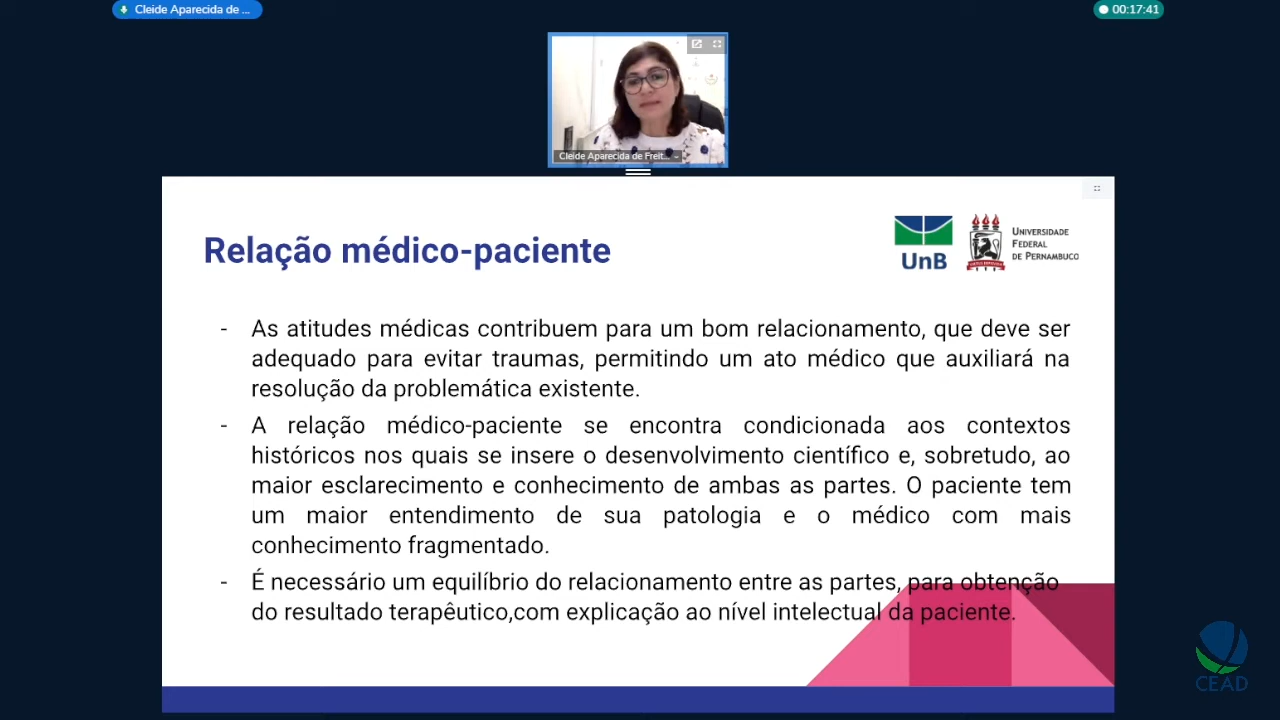 Cleide Aparecida de ...
00:17:41
Cleide Aparecida de Freit...
Relação médico-paciente
UnB
UNIVERSIDADE
FEDERAL
DE PERNAMBUCO
- As atitudes médicas contribuem para um bom relacionamento, que deve ser
adequado para evitar traumas, permitindo um ato médico que auxiliará na
resolução da problemática existente.
- A relação médico-paciente se encontra condicionada aos contextos
históricos nos quais se insere o desenvolvimento científico e, sobretudo, ao
maior esclarecimento e conhecimento de ambas as partes. O paciente tem
um maior entendimento de sua patologia e o médico com mais
conhecimento fragmentado.
- É necessário um equilíbrio do relacionamento entre as partes, para obtenção
do resultado terapêutico,com explicação ao nível intelectual da paciente.
CEAD